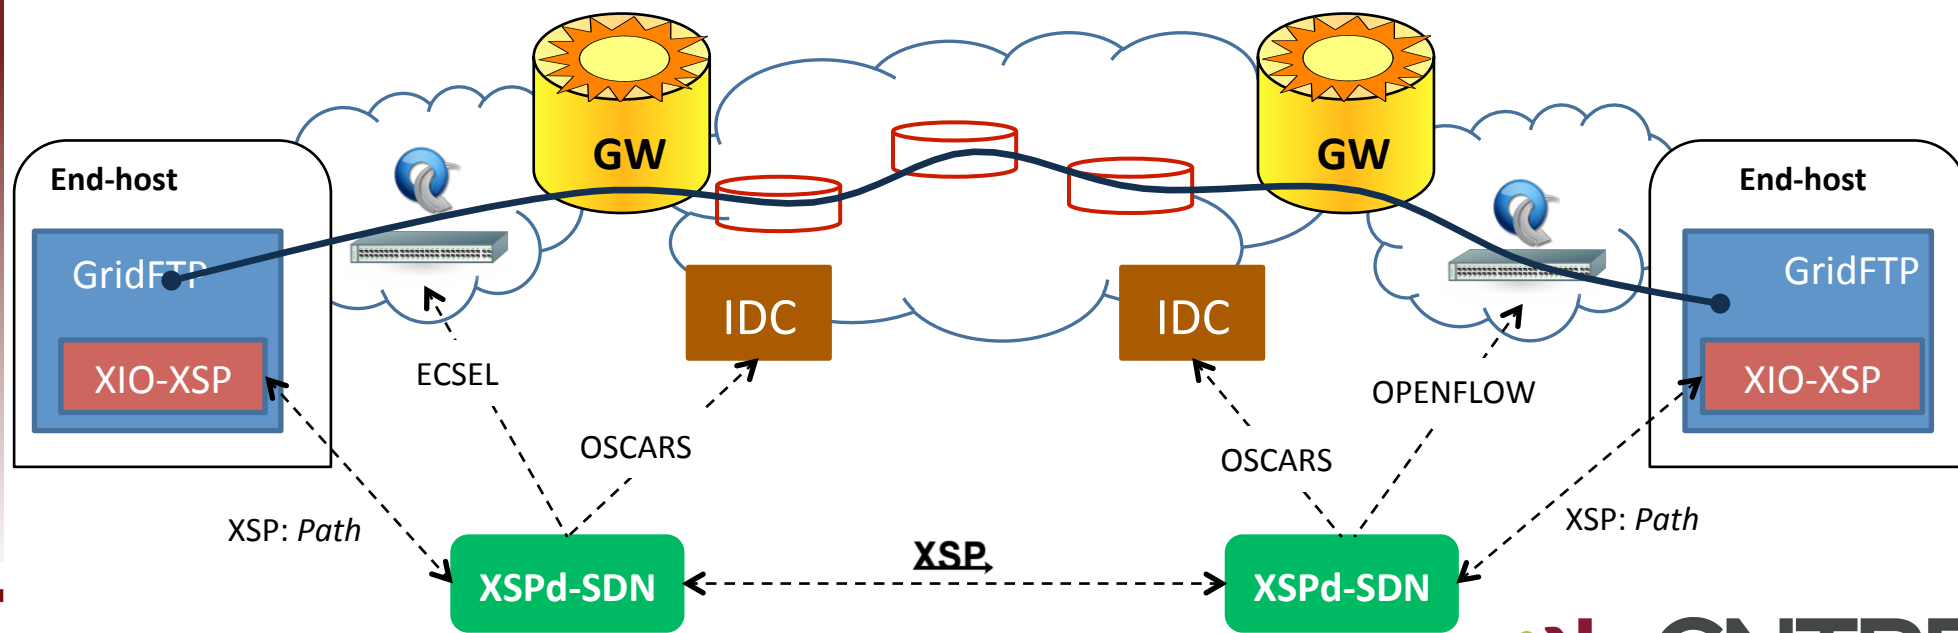 GW
GW
End-host
End-host
GridFTP
GridFTP
IDC
IDC
XIO-XSP
XIO-XSP
ECSEL
OPENFLOW
OSCARS
OSCARS
XSP: Path
XSP: Path
XSP
XSPd-SDN
XSPd-SDN